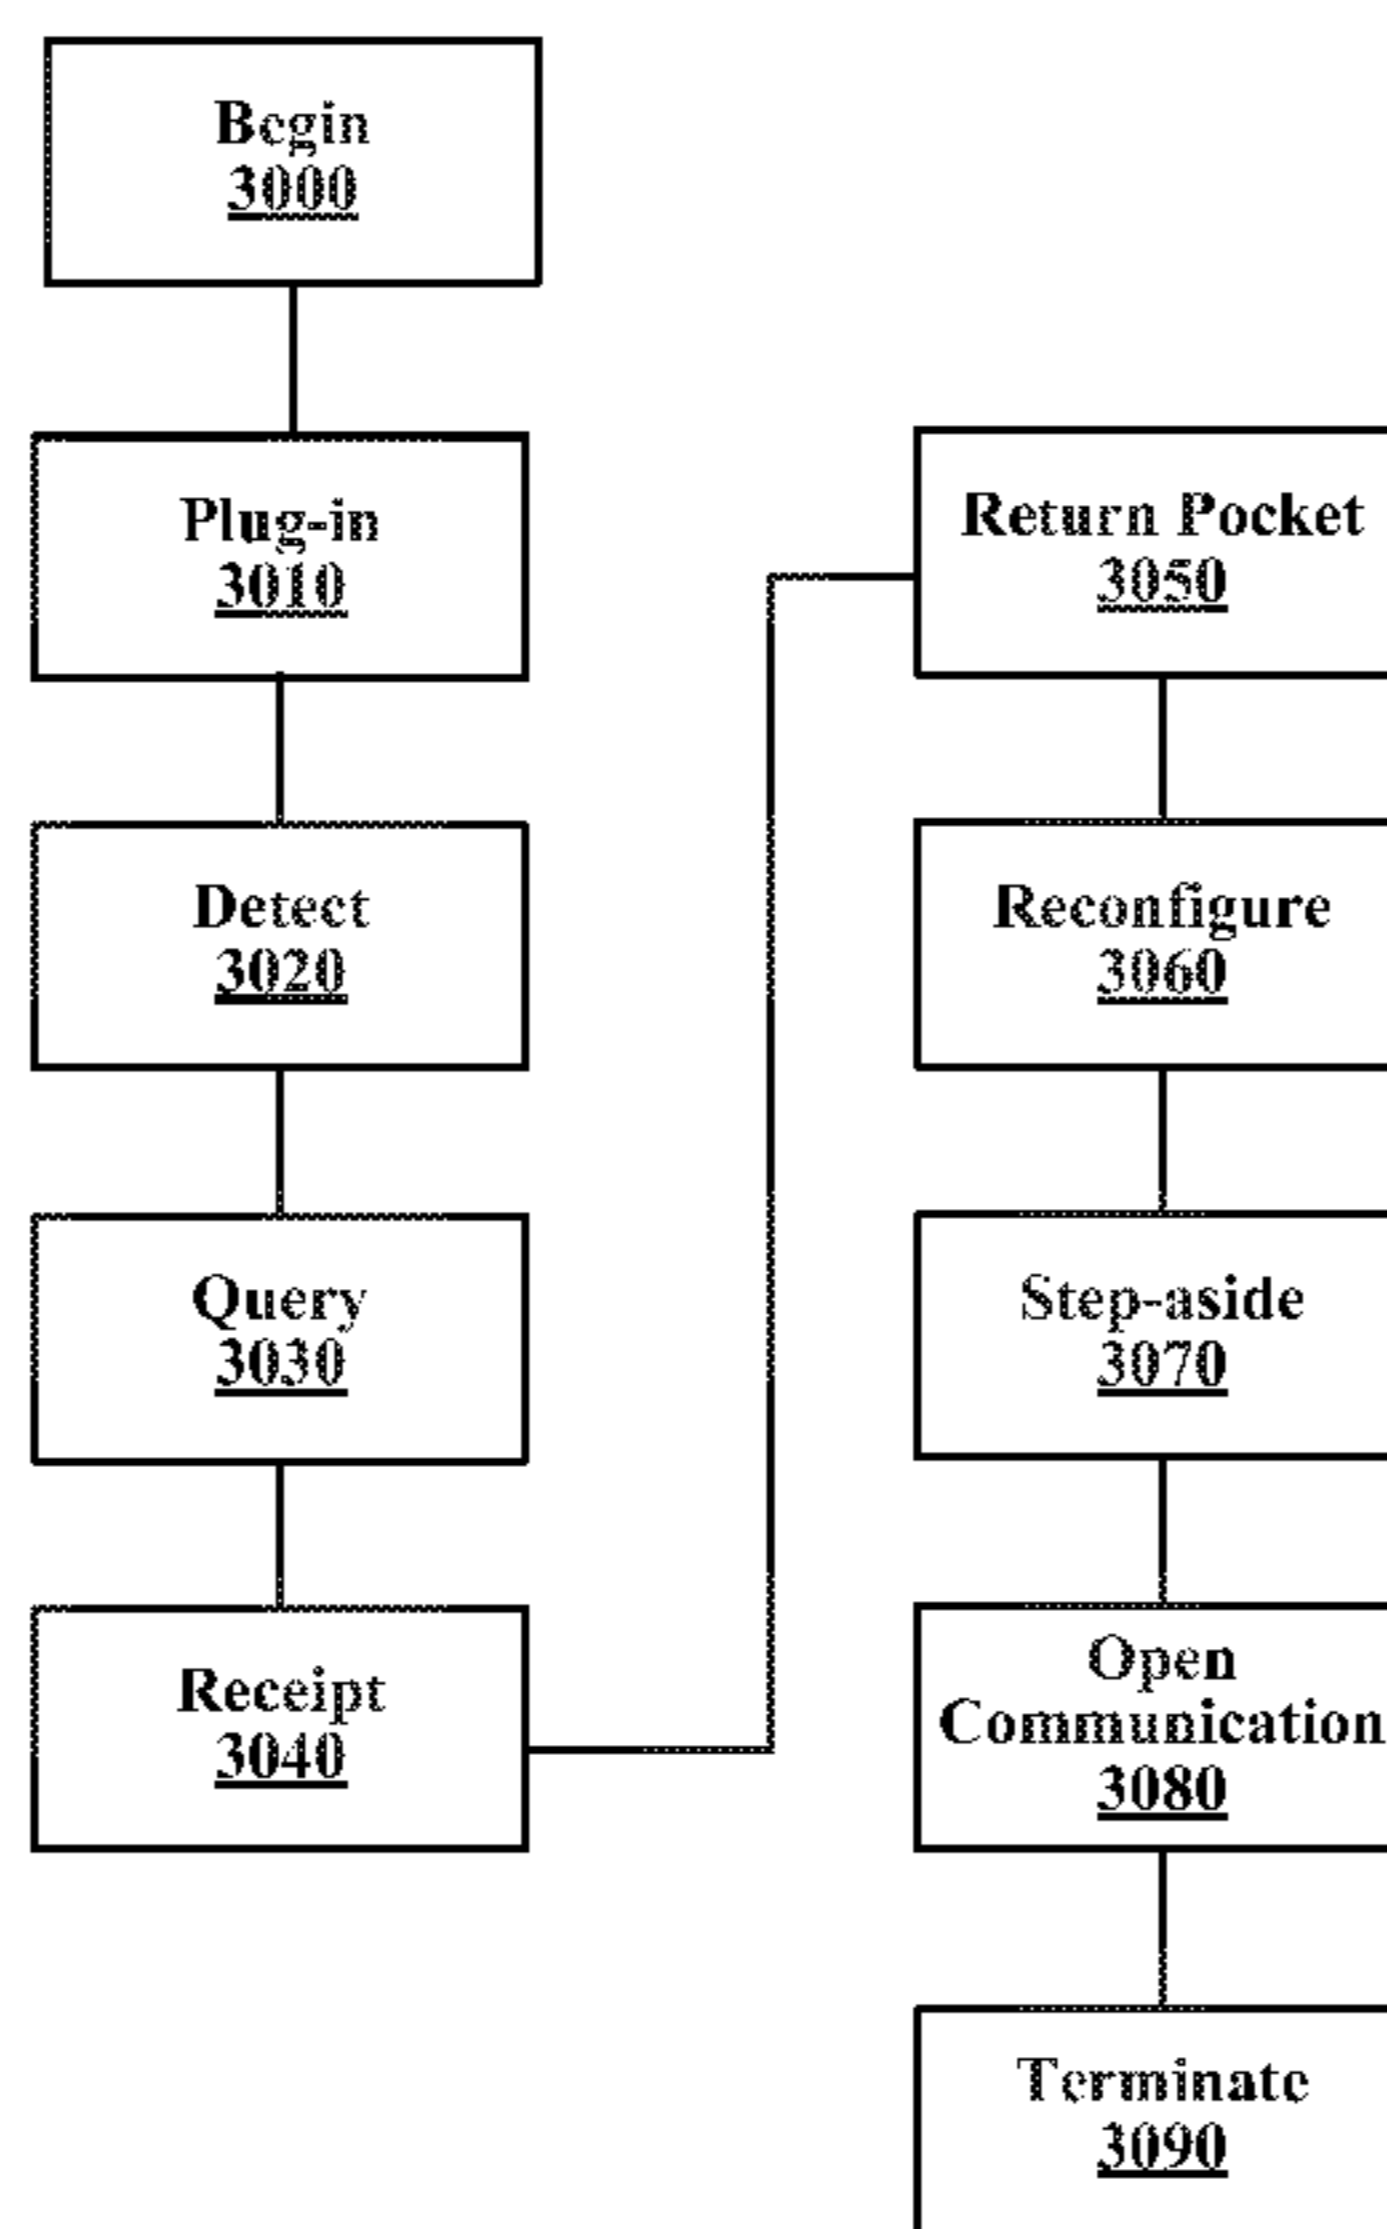 Begin
3000
Plug-in
3010
Detect
3020
Query
3030
Receipt
3040
Return Pocket
3050
Reconfigure
3060
Step-aside
3070
Open
Communication
3080
Terminate
3090